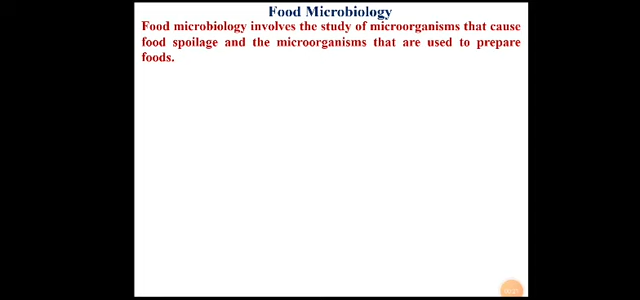 Food Microbiology
Food microbiology involves the study of microorganisms that cause
food spoilage and the microorganisms that are used to prepare
foods.